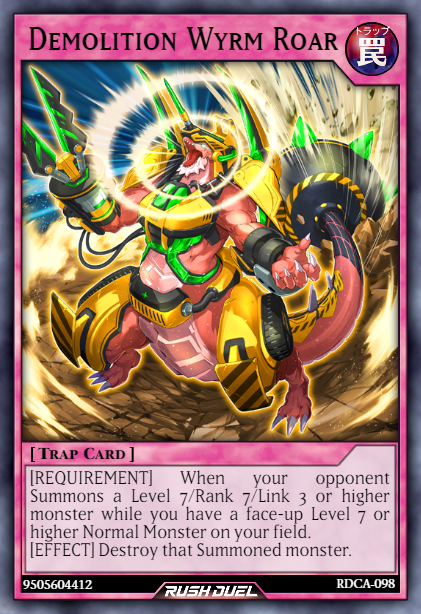 DEMOLITION WYRM ROAR
トラップ
罠
[ TRAP CARD ]
[REQUIREMENT] When your opponent
Summons a Level 7/Rank 7/Link 3 or higher
monster while you have a face-up Level 7 or
higher Normal Monster on your field.
[EFFECT] Destroy that Summoned monster.
9505604412
RUSH DUEL
RDCA-098